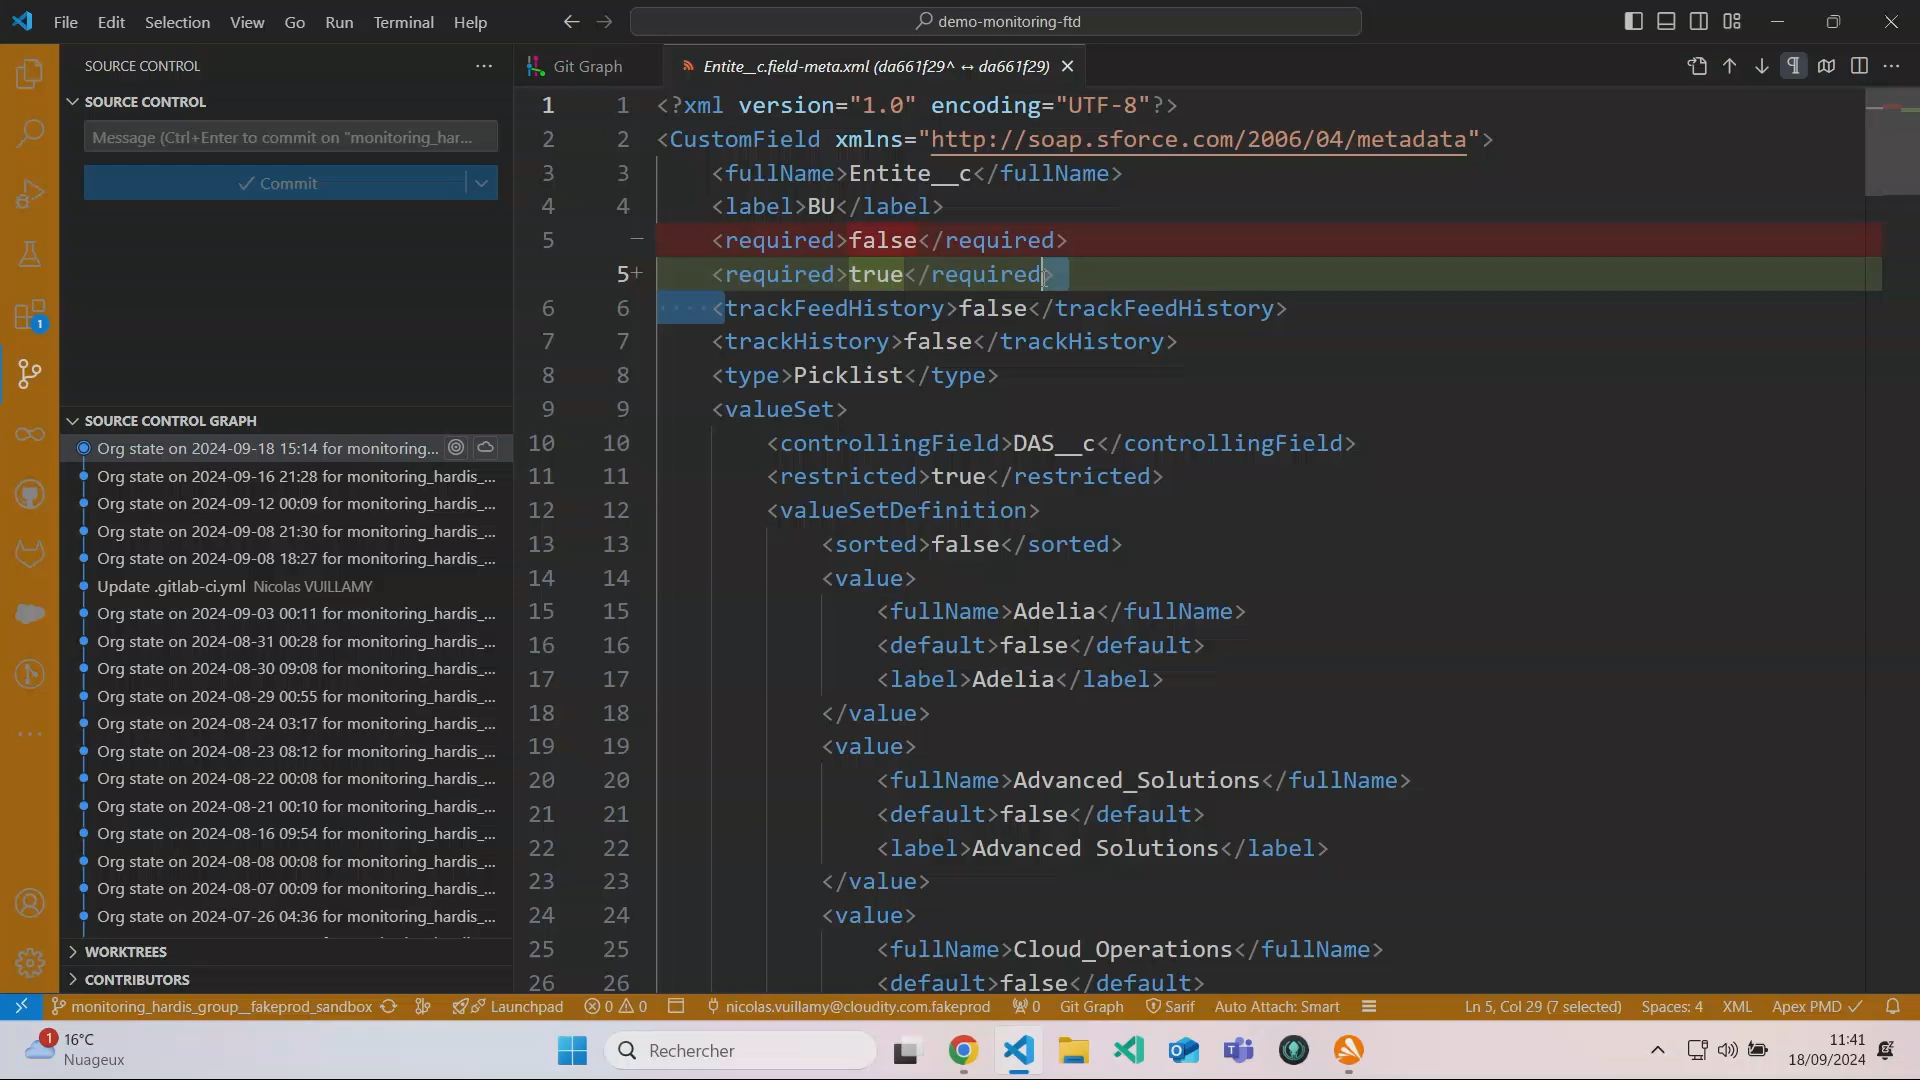 File Edit Selection View Go Run Terminal Help
demo-monitoring-ftd
SOURCE CONTROL
SOURCE CONTROL
Message (Ctrl+Enter to commit on "monitoring_har...
Commit
1
SOURCE CONTROL GRAPH
Org state on 2024-09-18 15:14 for monitoring...
Org state on 2024-09-16 21:28 for monitoring_hardis_...
Org state on 2024-09-12 00:09 for monitoring_hardis_...
Org state on 2024-09-08 21:30 for monitoring_hardis_...
Org state on 2024-09-08 18:27 for monitoring_hardis_...
Update .gitlab-ci.yml Nicolas VUILLAMY
Org state on 2024-09-03 00:11 for monitoring_hardis_...
Org state on 2024-08-31 00:28 for monitoring_hardis_...
Org state on 2024-08-30 09:08 for monitoring_hardis_...
Org state on 2024-08-29 00:55 for monitoring_hardis_...
Org state on 2024-08-24 03:17 for monitoring_hardis_...
Org state on 2024-08-23 08:12 for monitoring_hardis_...
Org state on 2024-08-22 00:08 for monitoring_hardis_...
Org state on 2024-08-21 00:10 for monitoring_hardis_...
Org state on 2024-08-16 09:54 for monitoring_hardis_...
Org state on 2024-08-08 00:08 for monitoring_hardis_...
Org state on 2024-08-07 00:09 for monitoring_hardis_...
Org state on 2024-07-26 04:36 for monitoring_hardis_...
WORKTREES
CONTRIBUTORS
Git Graph
Entite__c.field-meta.xml (da661f29^ ↔ da661f29)
1 1 <?xml version="1.0" encoding="UTF-8"?>
2 2 <CustomField xmlns="http://soap.sforce.com/2006/04/metadata">
3 3 <fullName>Entite__c</fullName>
4 4 <label>BU</label>
5 — <required>false</required>
5+ <required>true</required>
6 6 ····<trackFeedHistory>false</trackFeedHistory>
7 7 <trackHistory>false</trackHistory>
8 8 <type>Picklist</type>
9 9 <valueSet>
10 10 <controllingField>DAS__c</controllingField>
11 11 <restricted>true</restricted>
12 12 <valueSetDefinition>
13 13 <sorted>false</sorted>
14 14 <value>
15 15 <fullName>Adelia</fullName>
16 16 <default>false</default>
17 17 <label>Adelia</label>
18 18 </value>
19 19 <value>
20 20 <fullName>Advanced_Solutions</fullName>
21 21 <default>false</default>
22 22 <label>Advanced Solutions</label>
23 23 </value>
24 24 <value>
25 25 <fullName>Cloud_Operations</fullName>
26 26 <default>false</default>
monitoring_hardis_group__fakeprod_sandbox Launchpad 0 0 nicolas.vuillamy@cloudity.com.fakeprod 0 Git Graph Sarif Auto Attach: Smart Ln 5, Col 29 (7 selected) Spaces: 4 XML Apex PMD
1 16°C
Nuageux
Rechercher
11:41
18/09/2024